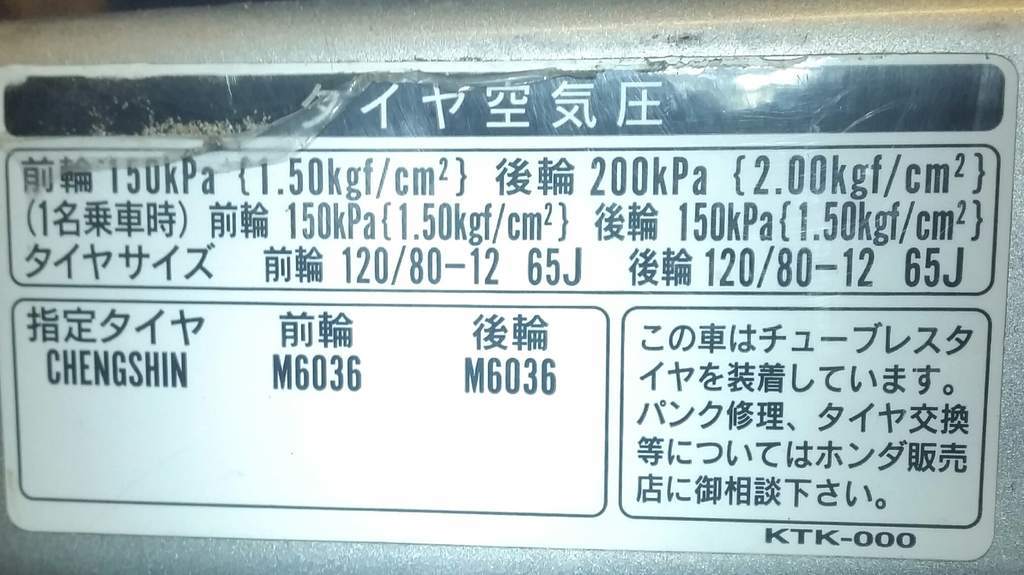 タイヤ空気圧
前輪 150kPa {1.50kgf/cm²} 後輪 200kPa {2.00kgf/cm²}
(1名乗車時) 前輪 150kPa{1.50kgf/cm²} 後輪 150kPa{1.50kgf/cm²}
タイヤサイズ 前輪 120/80-12 65J 後輪 120/80-12 65J
指定タイヤ 前輪 後輪
CHENGSHIN M6036 M6036
この車はチューブレスタ
イヤを装着しています。
パンク修理、タイヤ交換
等についてはホンダ販売
店に御相談下さい。
KTK-000